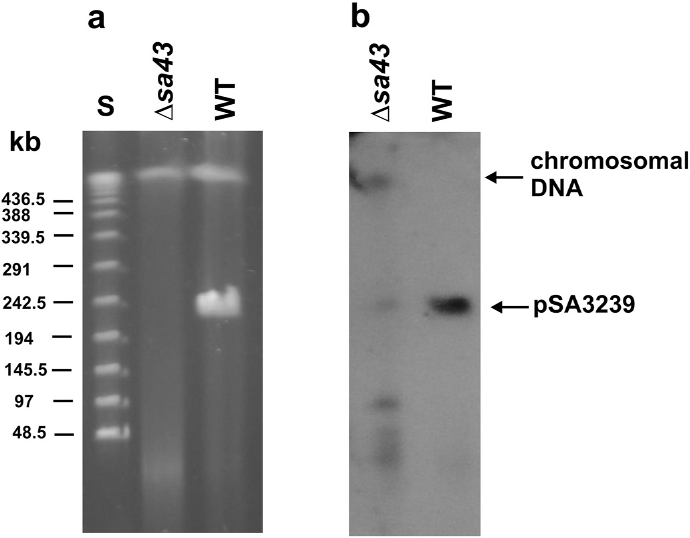 a
b
S
Δsa43
WT
Δsa43
WT
kb
436.5
388
339.5
291
242.5
194
145.5
97
48.5
chromosomal
DNA
pSA3239